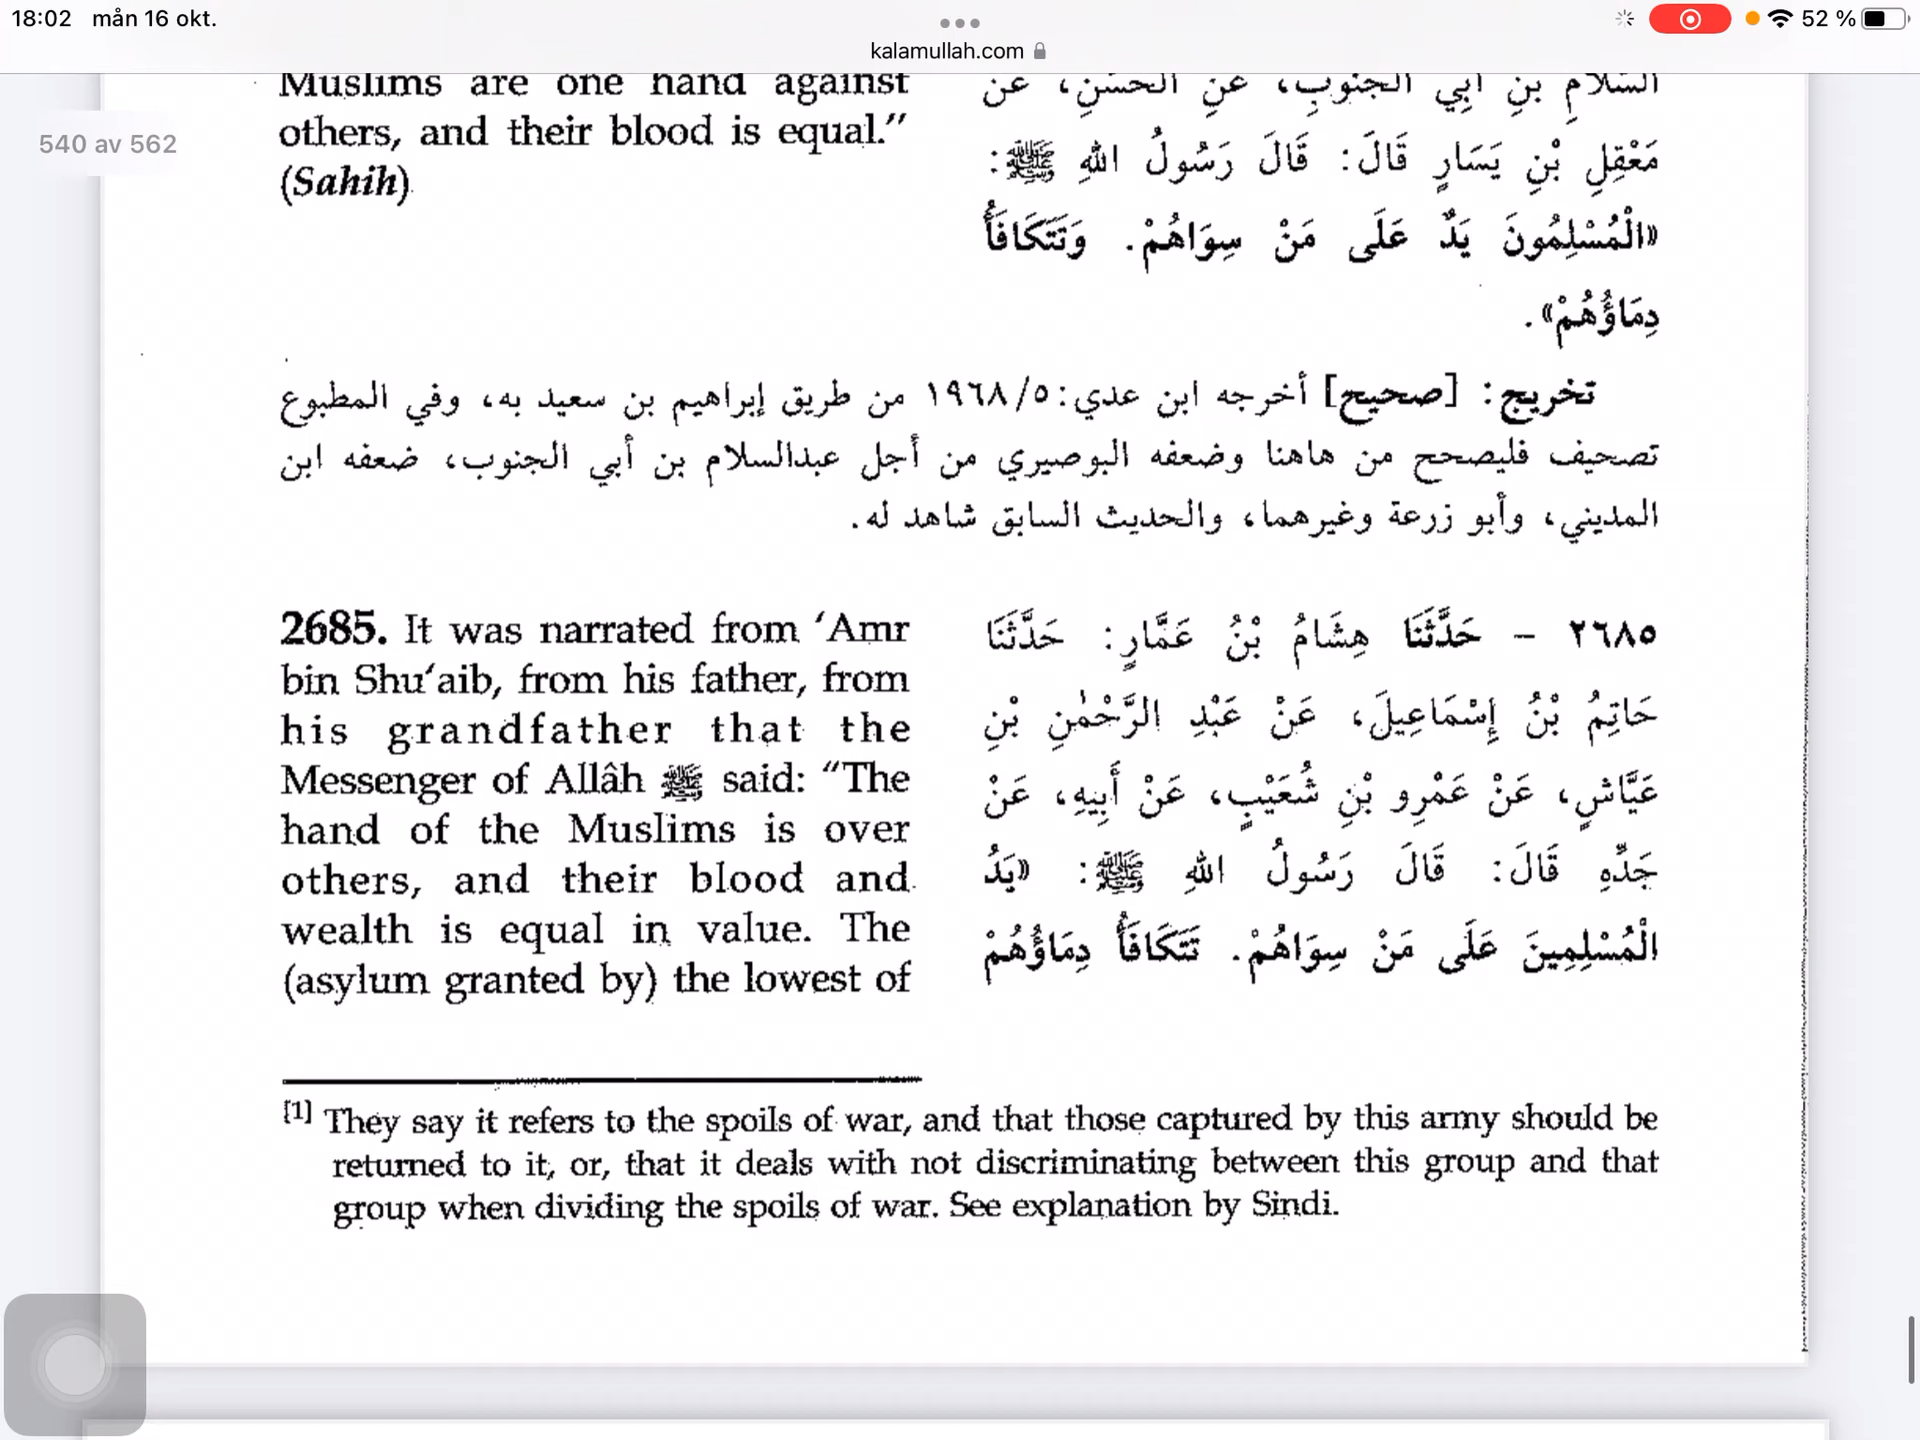 18:02 mån 16 okt.
52 %
kalamullah.com
540 av 562
Muslims are one hand against
others, and their blood is equal.”
(Sahih)
السَّلَامِ بْنِ أَبِي الْجَنُوبِ، عَنِ الْحَسَنِ، عَنْ
مَعْقِلِ بْنِ يَسَارٍ قَالَ: قَالَ رَسُولُ اللهِ ﷺ:
«الْمُسْلِمُونَ يَدٌ عَلَى مَنْ سِوَاهُمْ. وَتَتَكَافَأُ
دِمَاؤُهُمْ».
تخريج: [صحيح] أخرجه ابن عدي: ١٩٦٨/٥ من طريق إبراهيم بن سعيد به، وفي المطبوع
تصحيف فليصحح من هاهنا وضعفه البوصيري من أجل عبدالسلام بن أبي الجنوب، ضعفه ابن
المديني، وأبو زرعة وغيرهما، والحديث السابق شاهد له.
2685. It was narrated from ‘Amr
bin Shu‘aib, from his father, from
his grandfather that the
Messenger of Allâh ﷺ said: “The
hand of the Muslims is over
others, and their blood and
wealth is equal in value. The
(asylum granted by) the lowest of
٢٦٨٥ – حَدَّثَنَا هِشَامُ بْنُ عَمَّارٍ: حَدَّثَنَا
حَاتِمُ بْنُ إِسْمَاعِيلَ، عَنْ عَبْدِ الرَّحْمٰنِ بْنِ
عَيَّاشٍ، عَنْ عَمْرِو بْنِ شُعَيْبٍ، عَنْ أَبِيهِ، عَنْ
جَدِّهِ قَالَ: قَالَ رَسُولُ اللهِ ﷺ: «يَدُ
الْمُسْلِمِينَ عَلَى مَنْ سِوَاهُمْ. تَتَكَافَأُ دِمَاؤُهُمْ
[1] They say it refers to the spoils of war, and that those captured by this army should be
returned to it, or, that it deals with not discriminating between this group and that
group when dividing the spoils of war. See explanation by Sindi.